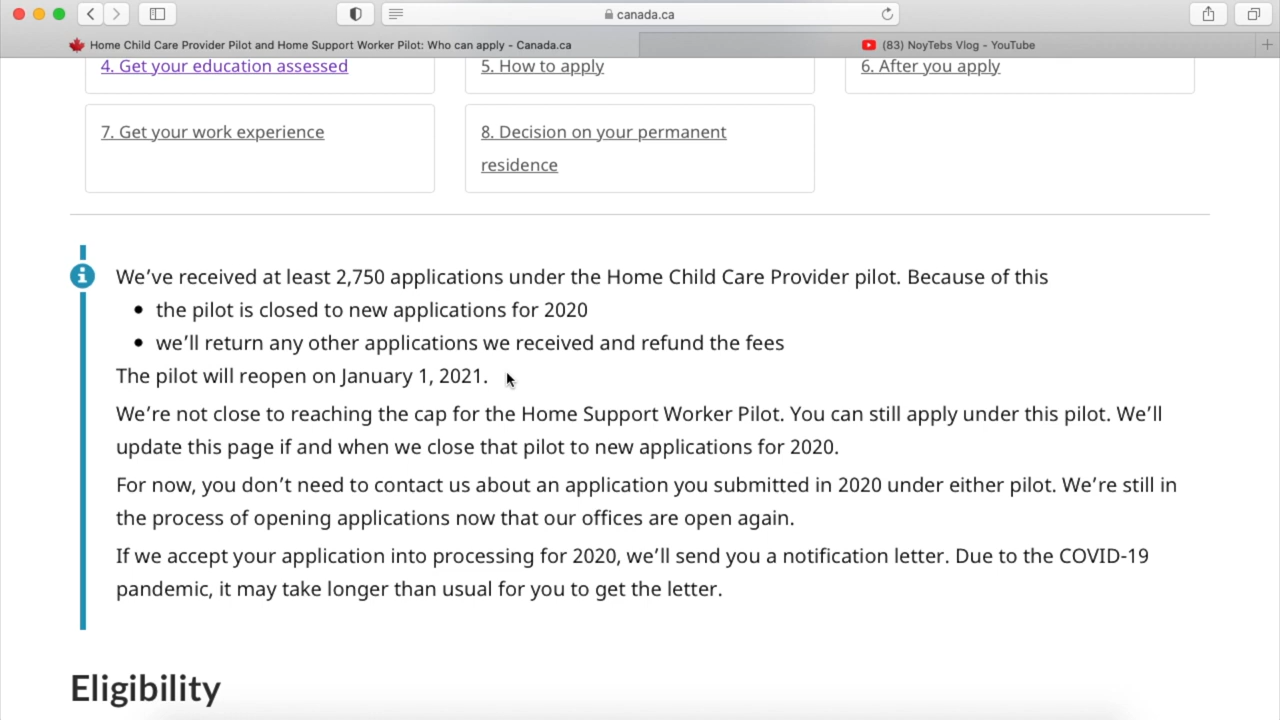 canada.ca
Home Child Care Provider Pilot and Home Support Worker Pilot: Who can apply - Canada.ca
(83) NoyTebs Vlog - YouTube
4. Get your education assessed
5. How to apply
6. After you apply
7. Get your work experience
8. Decision on your permanent
residence
We’ve received at least 2,750 applications under the Home Child Care Provider pilot. Because of this
• the pilot is closed to new applications for 2020
• we’ll return any other applications we received and refund the fees
The pilot will reopen on January 1, 2021.
We’re not close to reaching the cap for the Home Support Worker Pilot. You can still apply under this pilot. We’ll
update this page if and when we close that pilot to new applications for 2020.
For now, you don’t need to contact us about an application you submitted in 2020 under either pilot. We’re still in
the process of opening applications now that our offices are open again.
If we accept your application into processing for 2020, we’ll send you a notification letter. Due to the COVID-19
pandemic, it may take longer than usual for you to get the letter.
Eligibility